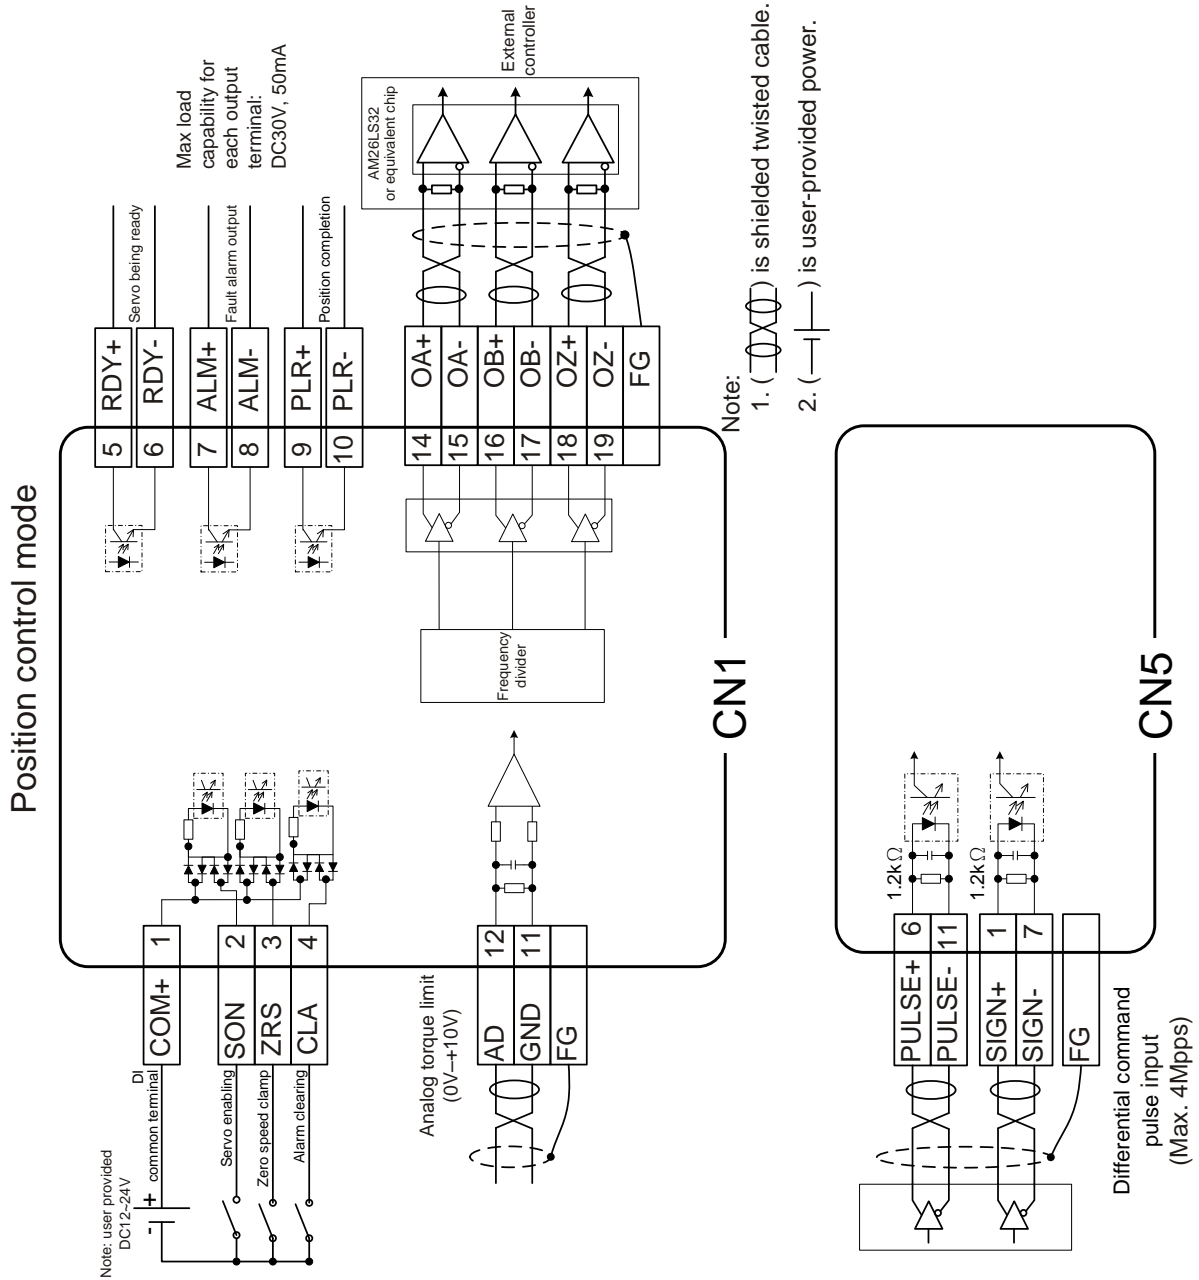 Position control mode
Note: user provided
DC12~24V
-
+
DI
common terminal
COM+
1
Servo enabling
SON
2
Zero speed clamp
ZRS
3
Alarm clearing
CLA
4
Analog torque limit
(0V–+10V)
AD
12
GND
11
FG
Frequency
divider
CN1
5
RDY+
6
RDY-
Servo being ready
7
ALM+
8
ALM-
Fault alarm output
9
PLR+
10
PLR-
Position completion
Max load
capability for
each output
terminal:
DC30V, 50mA
14
OA+
15
OA-
16
OB+
17
OB-
18
OZ+
19
OZ-
FG
AM26LS32
or equivalent chip
External
controller
Note:
1. ( ) is shielded twisted cable.
2. ( ) is user-provided power.
PULSE+
6
1.2kΩ
PULSE-
11
SIGN+
1
1.2kΩ
SIGN-
7
FG
Differential command
pulse input
(Max. 4Mpps)
CN5